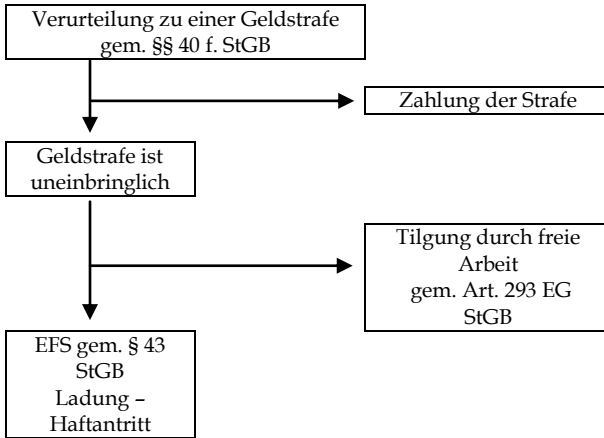 Verurteilung zu einer Geldstrafe
gem. §§ 40 f. StGB
Zahlung der Strafe
Geldstrafe ist
uneinbringlich
Tilgung durch freie
Arbeit
gem. Art. 293 EG
StGB
EFS gem. § 43
StGB
Ladung –
Haftantritt